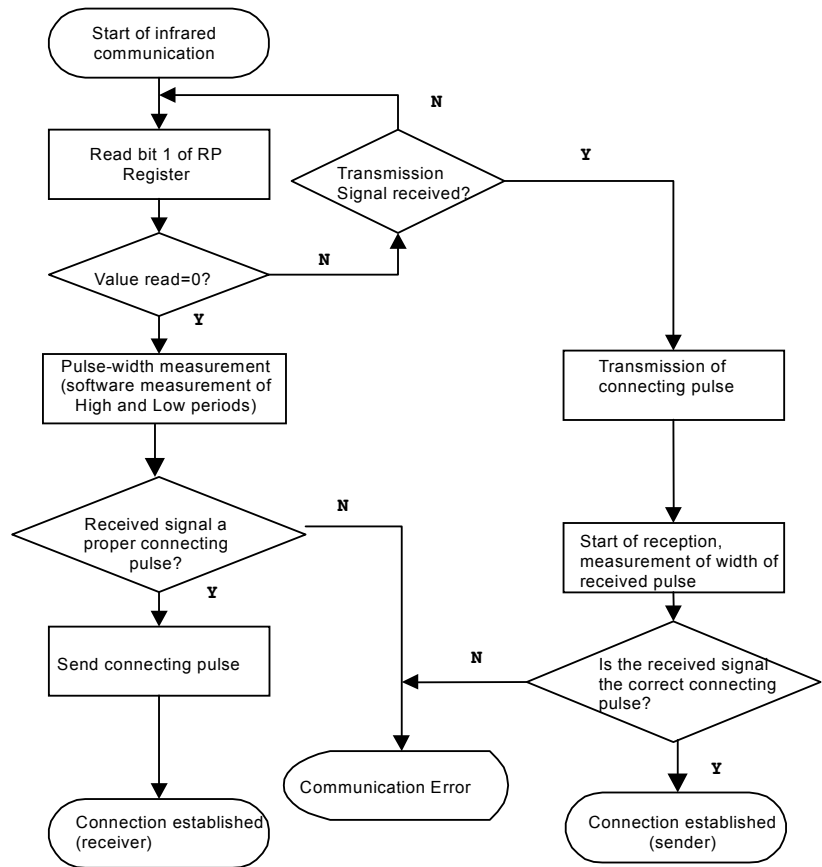 Start of infrared
communication
N
Read bit 1 of RP
Register
Transmission
Signal received?
Y
Value read=0?
N
Y
Pulse-width measurement
(software measurement of
High and Low periods)
Transmission of
connecting pulse
Received signal a
proper connecting
pulse?
N
Y
Start of reception,
measurement of width of
received pulse
Send connecting pulse
N
Is the received signal
the correct connecting
pulse?
Y
Communication Error
Connection established
(receiver)
Connection established
(sender)